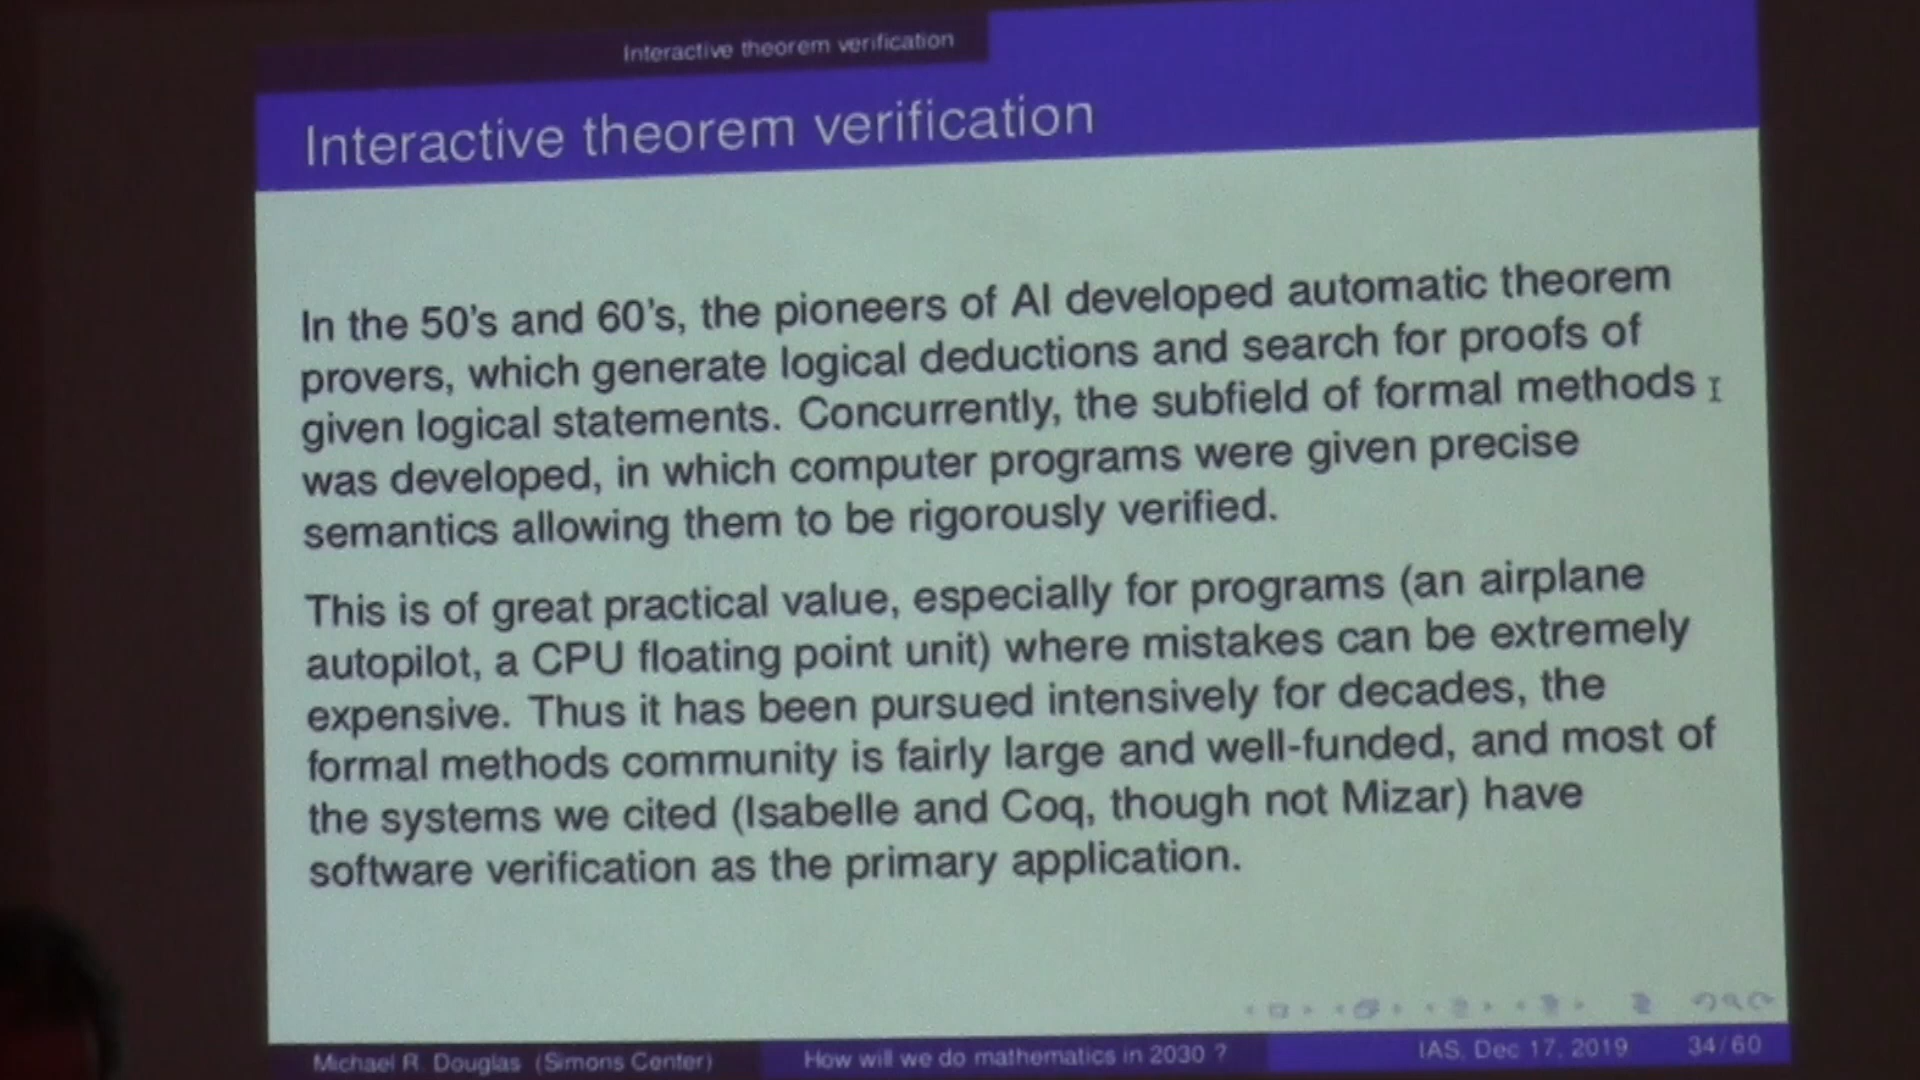 Interactive theorem verification
Interactive theorem verification
In the 50's and 60's, the pioneers of AI developed automatic theorem
provers, which generate logical deductions and search for proofs of
given logical statements. Concurrently, the subfield of formal methods
was developed, in which computer programs were given precise
semantics allowing them to be rigorously verified.
This is of great practical value, especially for programs (an airplane
autopilot, a CPU floating point unit) where mistakes can be extremely
expensive. Thus it has been pursued intensively for decades, the
formal methods community is fairly large and well-funded, and most of
the systems we cited (Isabelle and Coq, though not Mizar) have
software verification as the primary application.
Michael R. Douglas (Simons Center) How will we do mathematics in 2030 ? IAS, Dec 17, 2019 34/60